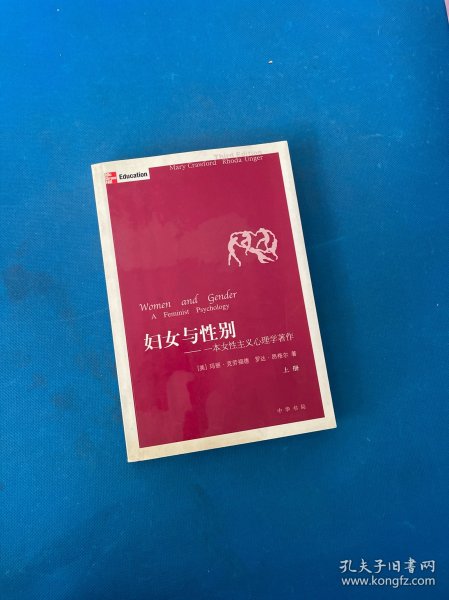 Third Edition
Mary Crawford Rhoda Unger
Education
Women and Gender
A Feminist Psychology
妇女与性别
——一本女性主义心理学著作
[美] 玛丽·克劳福德 罗达·昂格尔 著
上册
中华书局
孔夫子旧书网
www.kongfz.com